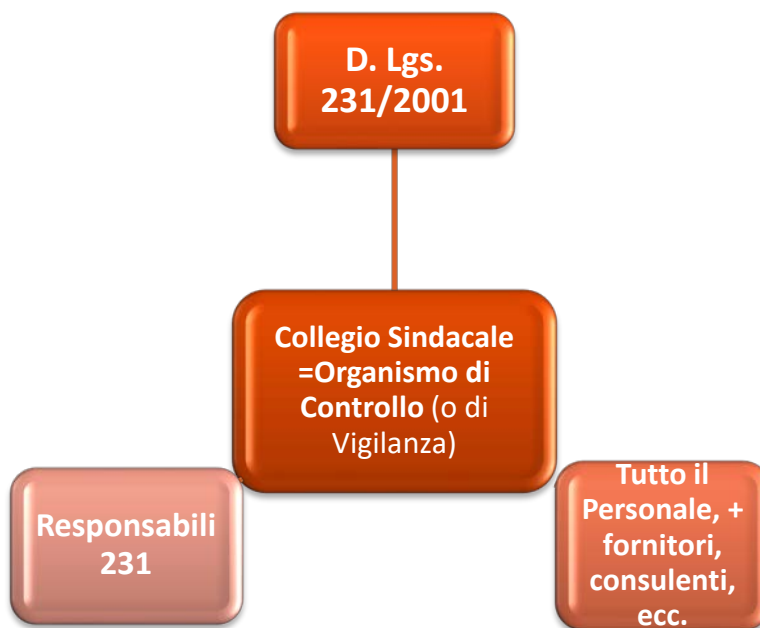 D. Lgs.
231/2001
Collegio Sindacale
=Organismo di
Controllo (o di
Vigilanza)
Responsabili
231
Tutto il
Personale, +
fornitori,
consulenti,
ecc.